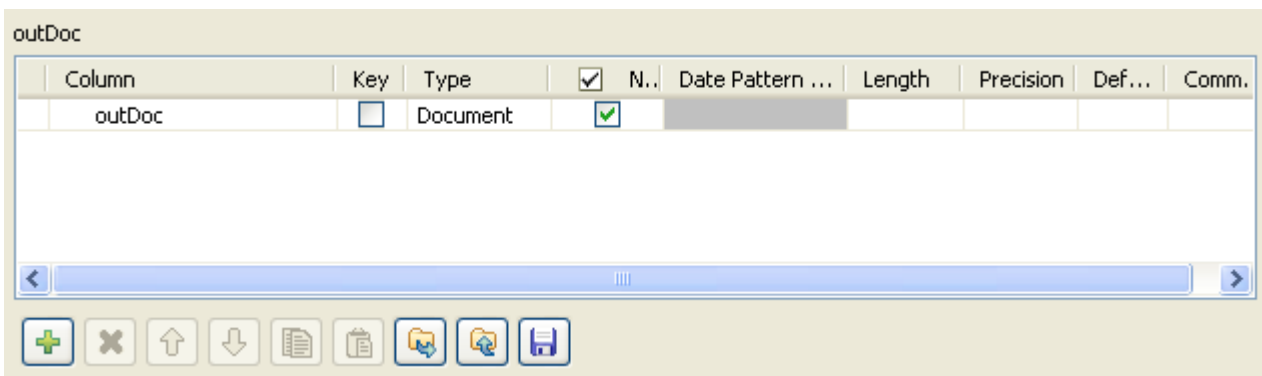 outDoc
Column Key Type N.. Date Pattern ... Length Precision Def... Comm.
outDoc Document